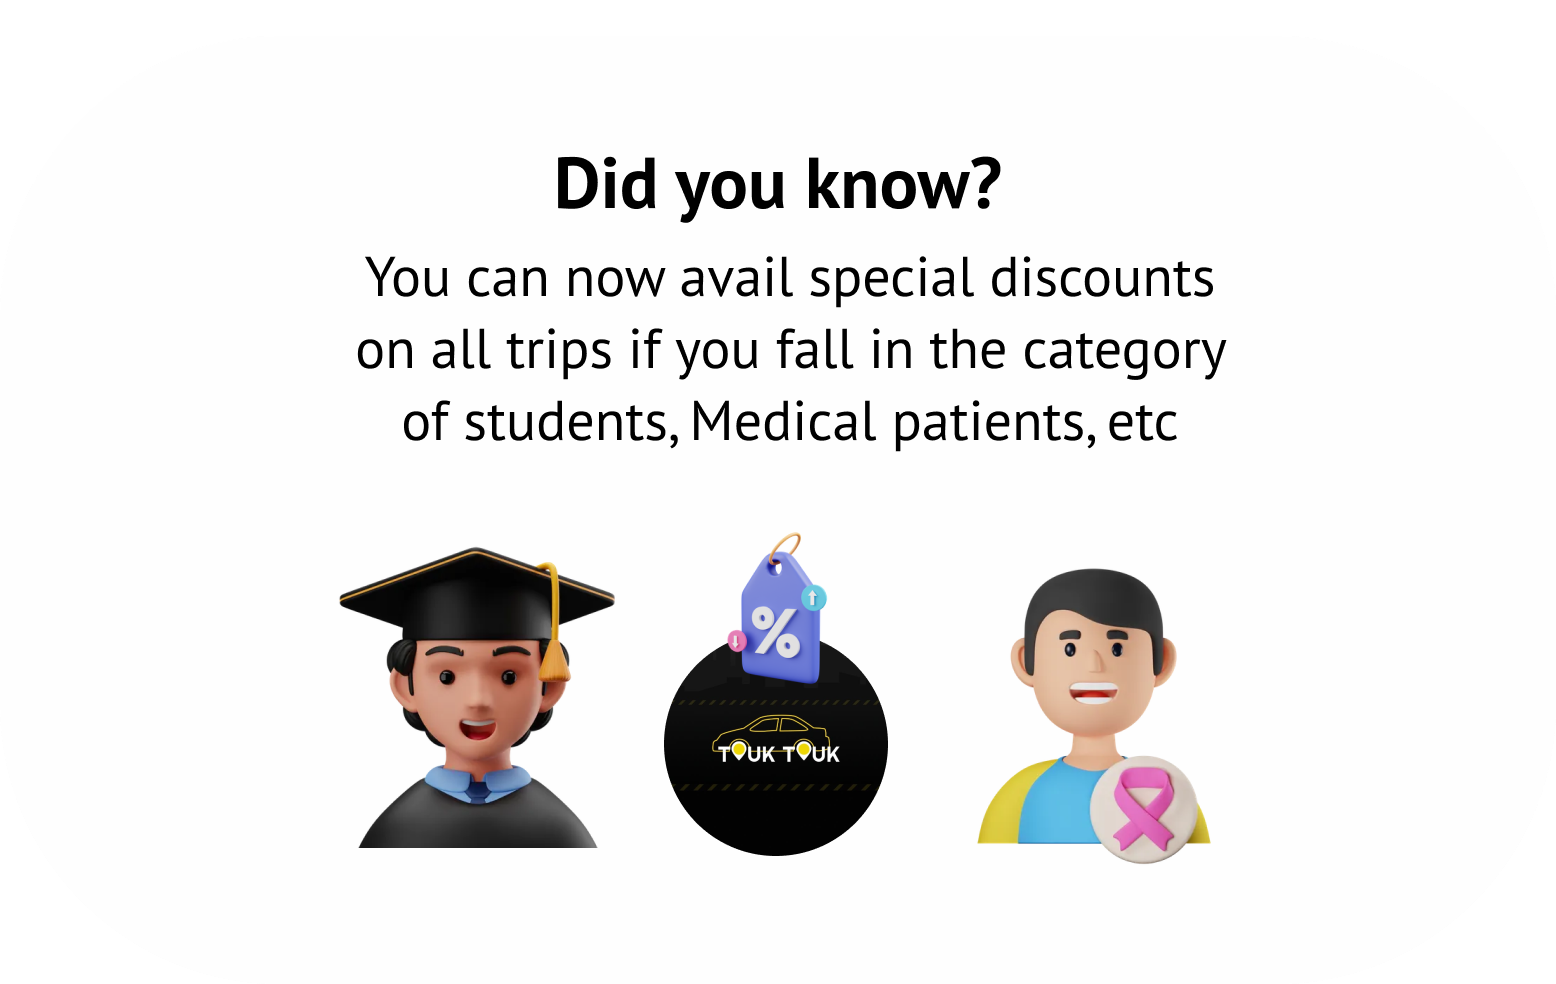 Did you know?
You can now avail special discounts
on all trips if you fall in the category
of students, Medical patients, etc
%
TOUK TOUK